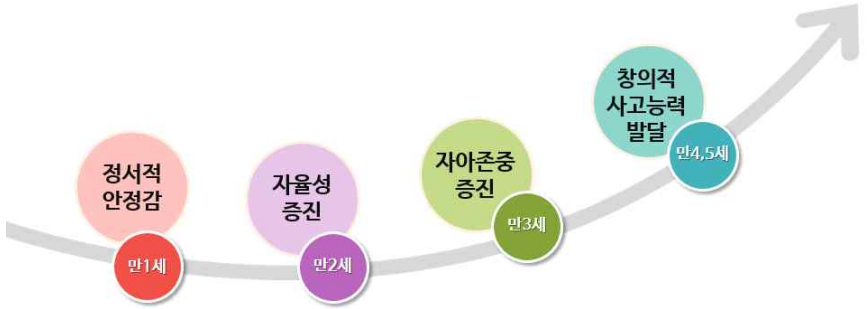 정서적
안정감
만1세
자율성
증진
만2세
자아존중
증진
만3세
창의적
사고능력
발달
만4,5세